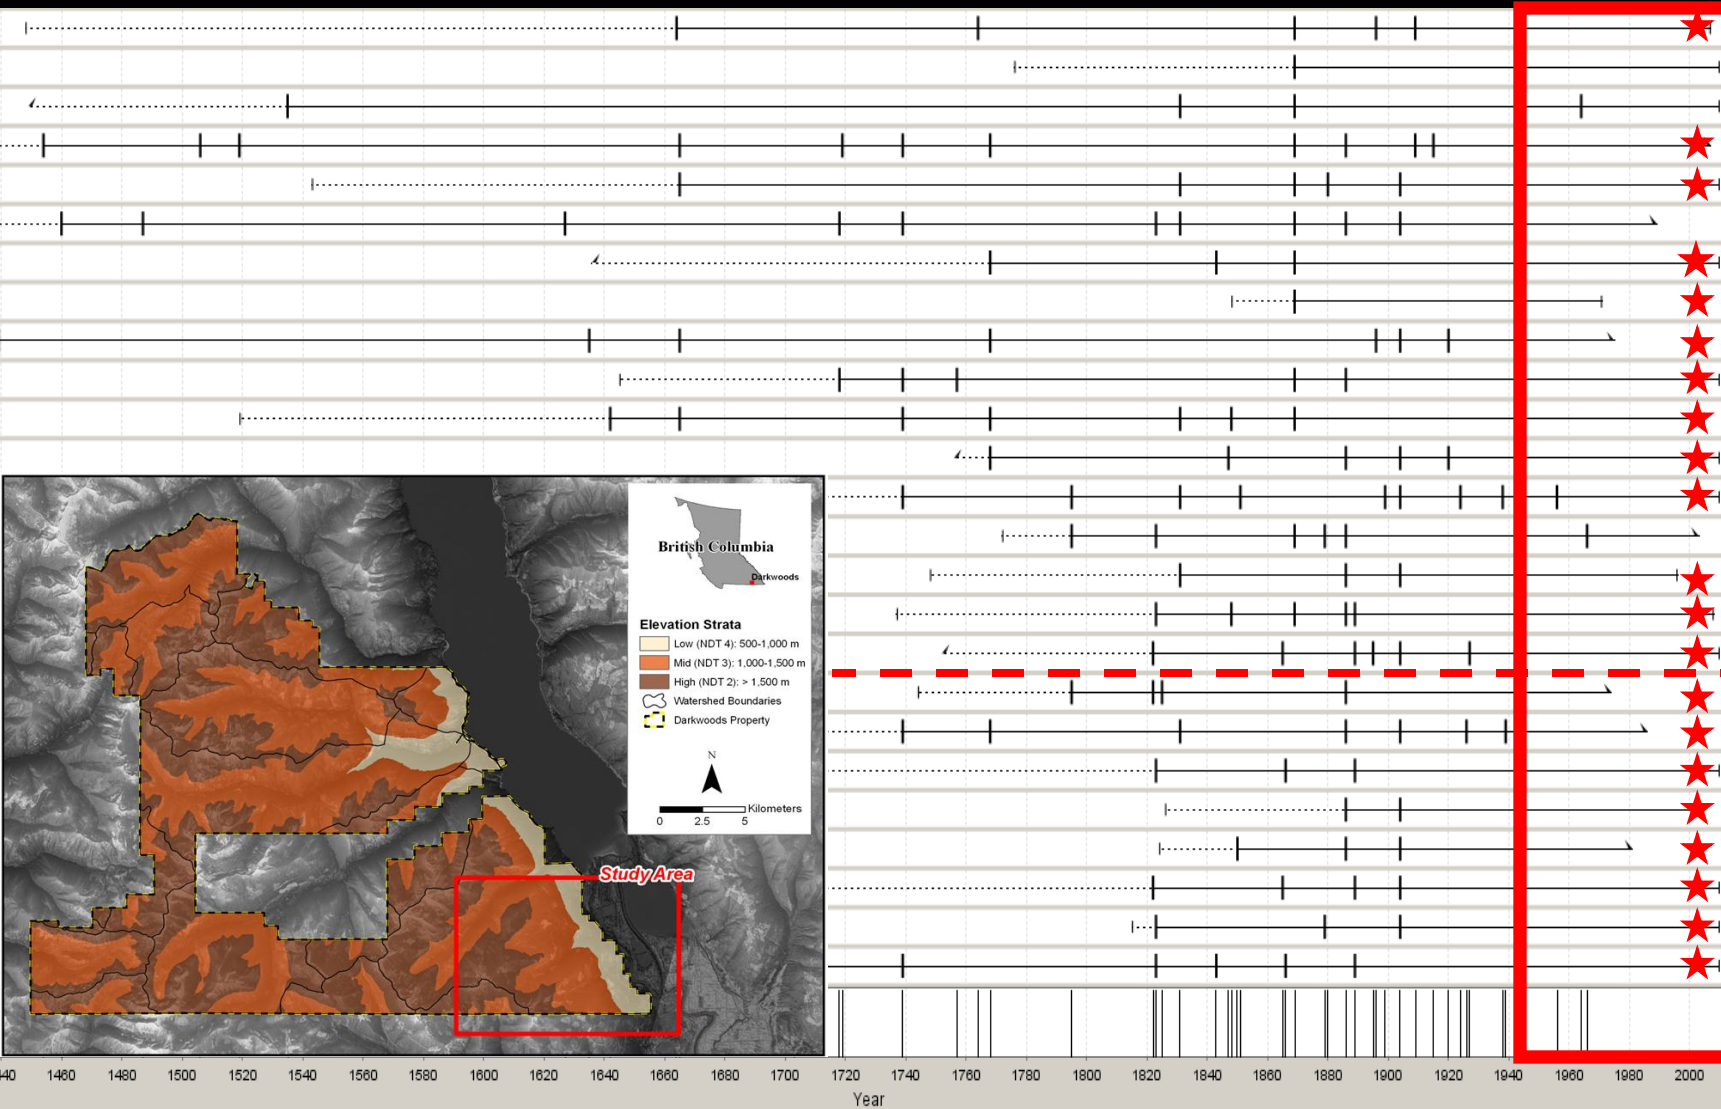 British Columbia
Darkwoods
Elevation Strata
Low (NDT 4): 500-1,000 m
Mid (NDT 3): 1,000-1,500 m
High (NDT 2): > 1,500 m
Watershed Boundaries
Darkwoods Property
N
Kilometers
0 2.5 5
Study Area
440 1460 1480 1500 1520 1540 1560 1580 1600 1620 1640 1660 1680 1700 1720 1740 1760 1780 1800 1820 1840 1860 1880 1900 1920 1940 1960 1980 2000
Year